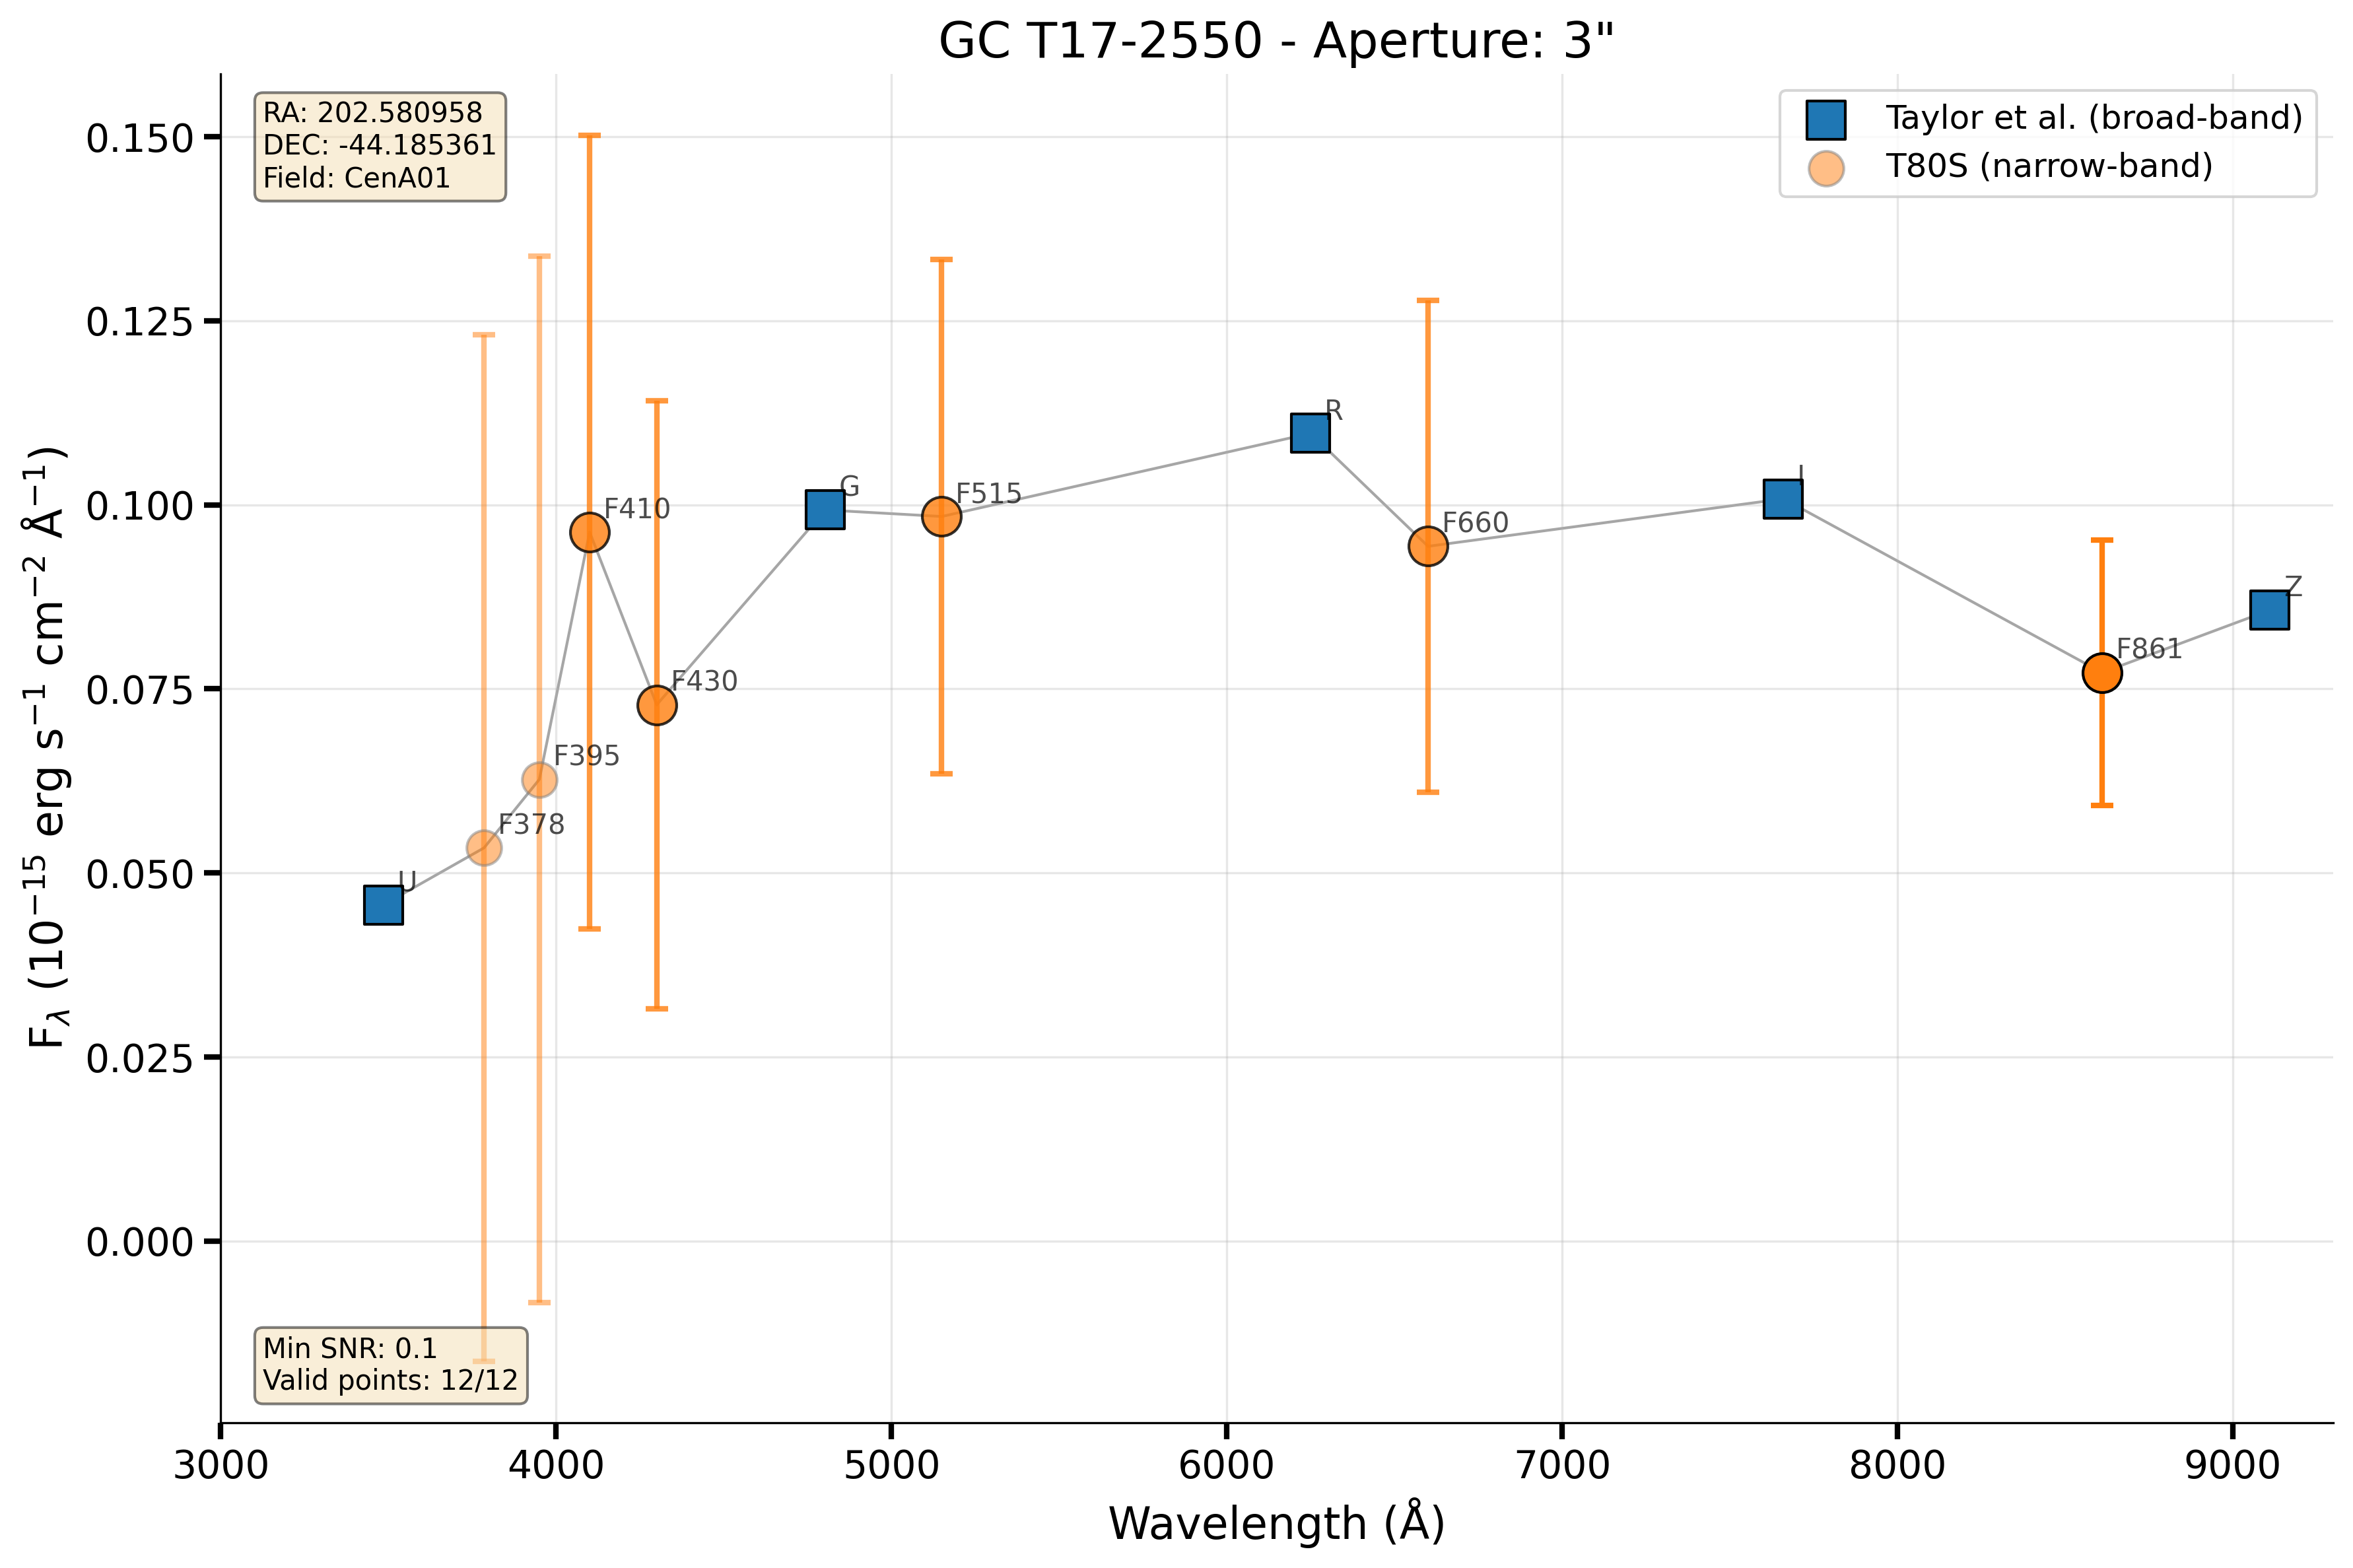 GC T17-2550 - Aperture: 3"
RA: 202.580958
DEC: -44.185361
Field: CenA01
Taylor et al. (broad-band)
T80S (narrow-band)
0.150
0.125
0.100
0.075
0.050
0.025
0.000
F_λ (10⁻¹⁵ erg s⁻¹ cm⁻² Å⁻¹)
U
F378
F395
F410
F430
G
F515
R
F660
I
F861
Z
Min SNR: 0.1
Valid points: 12/12
3000 4000 5000 6000 7000 8000 9000
Wavelength (Å)